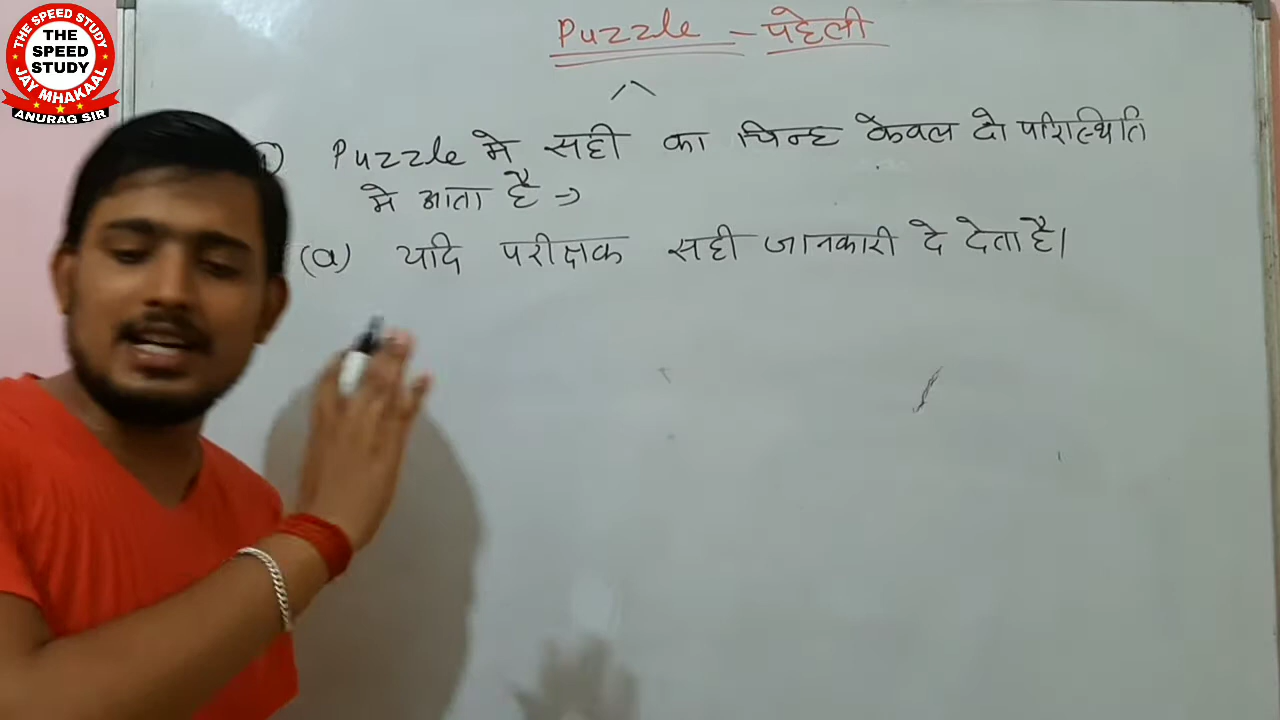 THE SPEED STUDY
THE
SPEED
STUDY
JAY MHAKAAL
ANURAG SIR
Puzzle - पहेली
Puzzle मे सही का चिन्ह केवल दो परिस्थिति
मे आता है ⇒
(a) यदि परीक्षक सही जानकारी दे देता है।